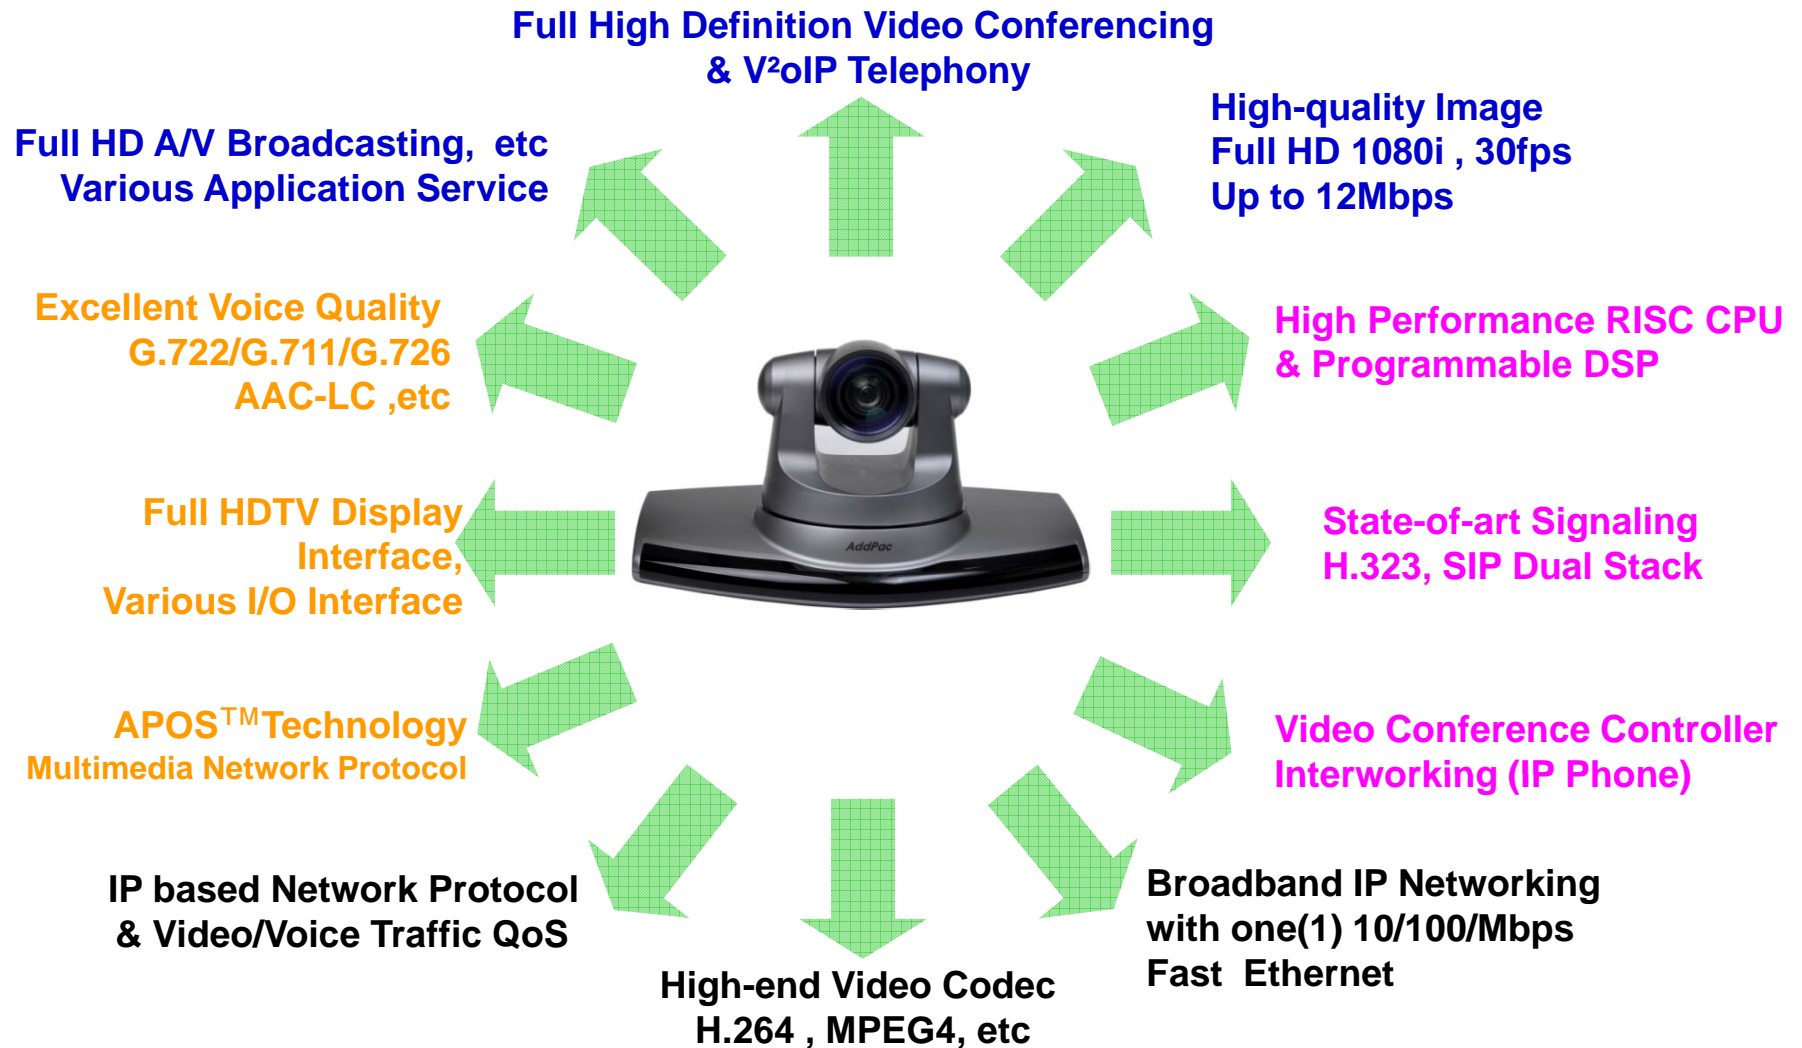 Full High Definition Video Conferencing
& V²oIP Telephony
High-quality Image
Full HD 1080i , 30fps
Up to 12Mbps
Full HD A/V Broadcasting, etc
Various Application Service
Excellent Voice Quality
G.722/G.711/G.726
AAC-LC ,etc
High Performance RISC CPU
& Programmable DSP
Full HDTV Display
Interface,
Various I/O Interface
AddPac
State-of-art Signaling
H.323, SIP Dual Stack
APOS™Technology
Multimedia Network Protocol
Video Conference Controller
Interworking (IP Phone)
IP based Network Protocol
& Video/Voice Traffic QoS
Broadband IP Networking
with one(1) 10/100/Mbps
Fast Ethernet
High-end Video Codec
H.264 , MPEG4, etc